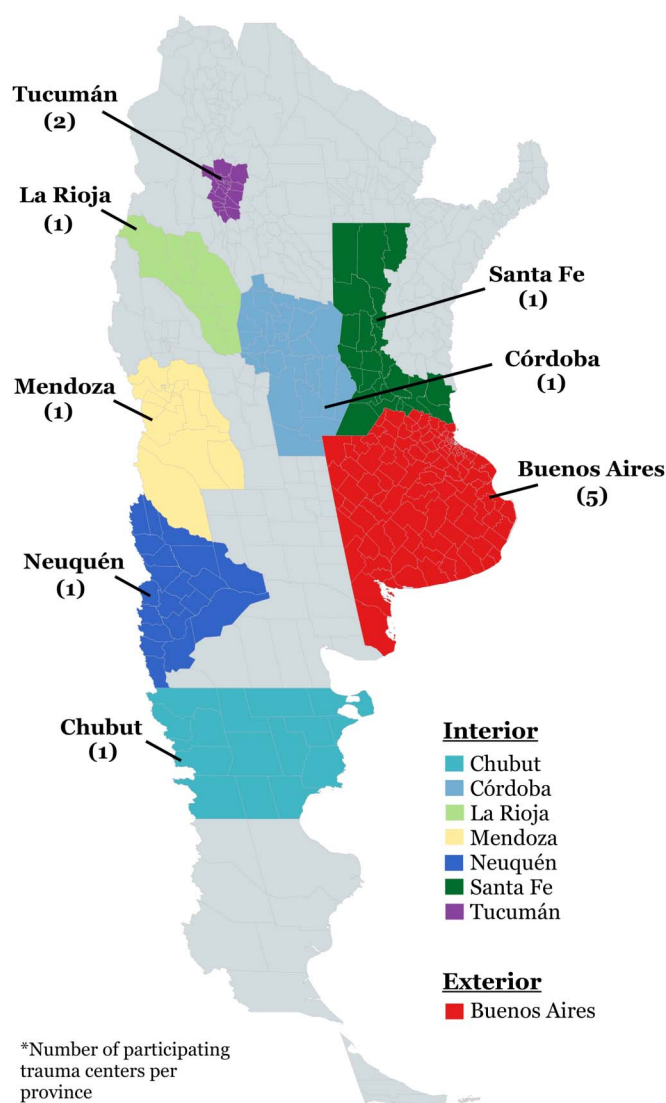 Tucumán
(2)
La Rioja
(1)
Santa Fe
(1)
Córdoba
(1)
Mendoza
(1)
Buenos Aires
(5)
Neuquén
(1)
Chubut
(1)
Interior
Chubut
Córdoba
La Rioja
Mendoza
Neuquén
Santa Fe
Tucumán
Exterior
Buenos Aires
*Number of participating
trauma centers per
province